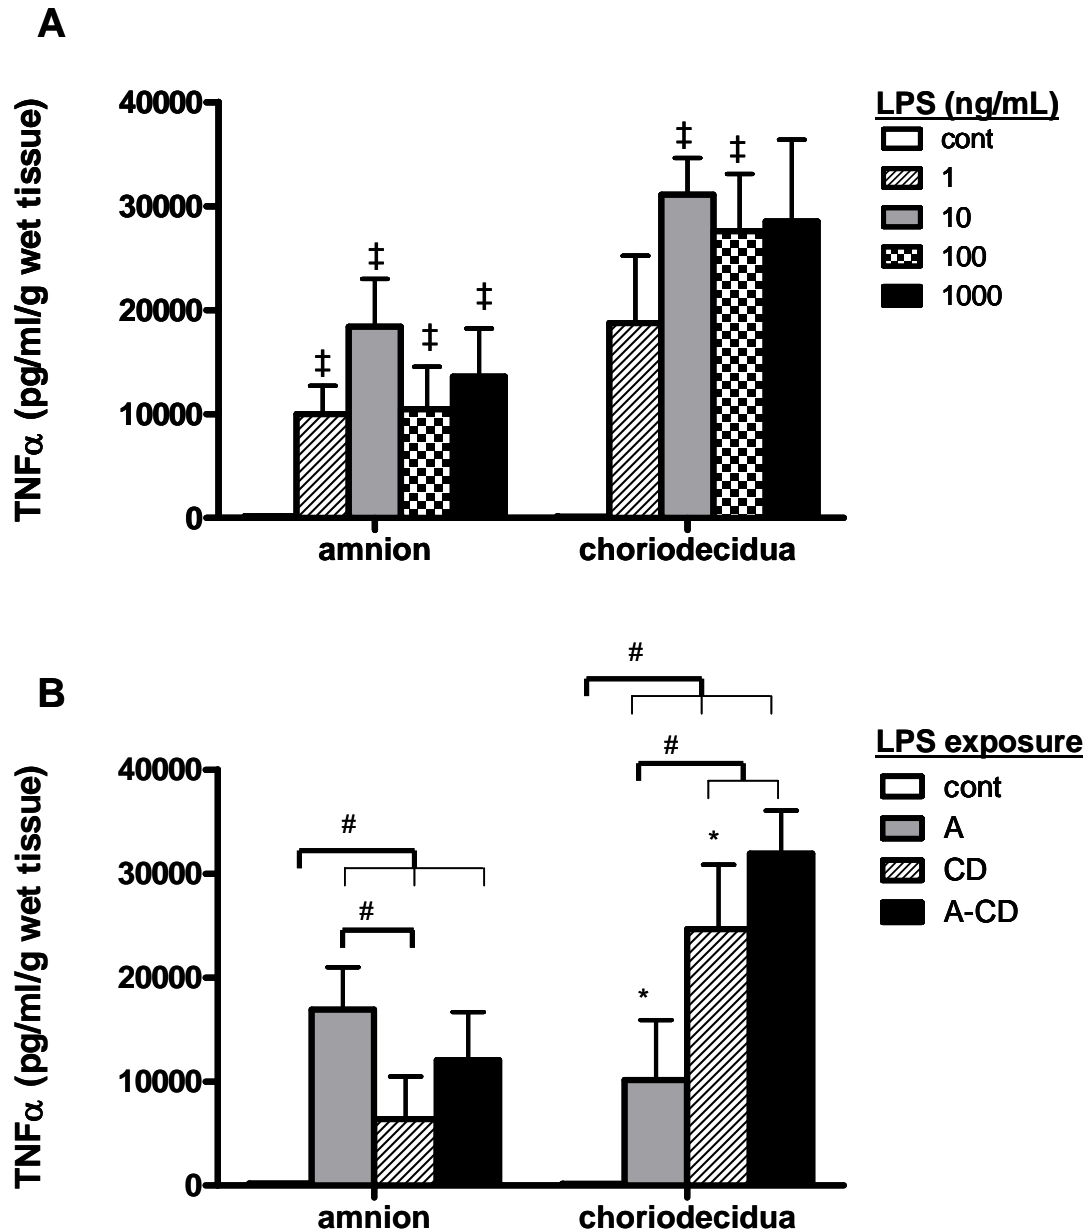 A
TNFα (pg/ml/g wet tissue)
40000
30000
20000
10000
0
‡
‡
‡
‡
‡
‡
amnion
choriodecidua
LPS (ng/mL)
cont
1
10
100
1000
B
TNFα (pg/ml/g wet tissue)
40000
30000
20000
10000
0
#
#
#
#
*
*
amnion
choriodecidua
LPS exposure
cont
A
CD
A-CD